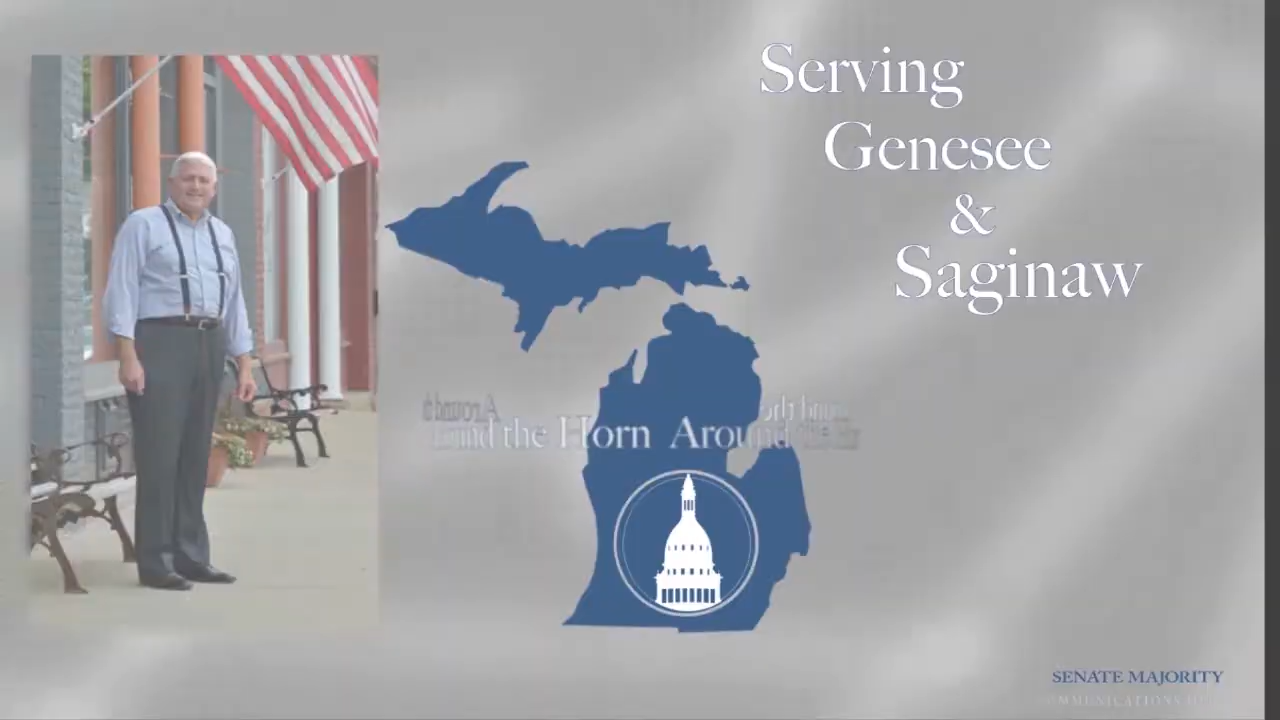 Serving
Genesee
&
Saginaw
the Horn Around
SENATE MAJORITY